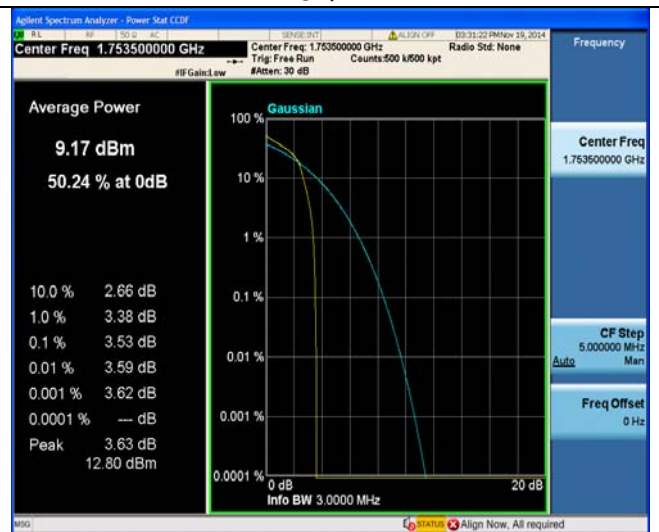 Agilent Spectrum Analyzer - Power Stat CCDF
RL RF 50 Ω AC SENSE:INT ALIGN OFF 03:31:22 PM Nov 19, 2014
Center Freq 1.753500000 GHz
Center Freq: 1.753500000 GHz Radio Std: None
Trig: Free Run Counts:500 k/500 kpt
#IFGain:Low #Atten: 30 dB
Frequency
Average Power
9.17 dBm
50.24 % at 0dB
10.0 % 2.66 dB
1.0 % 3.38 dB
0.1 % 3.53 dB
0.01 % 3.59 dB
0.001 % 3.62 dB
0.0001 % --- dB
Peak 3.63 dB
12.80 dBm
Gaussian
100 %
10 %
1 %
0.1 %
0.01 %
0.001 %
0.0001 %
0 dB 20 dB
Info BW 3.0000 MHz
Center Freq
1.753500000 GHz
CF Step
5.000000 MHz
Auto Man
Freq Offset
0 Hz
MSG STATUS Align Now, All required